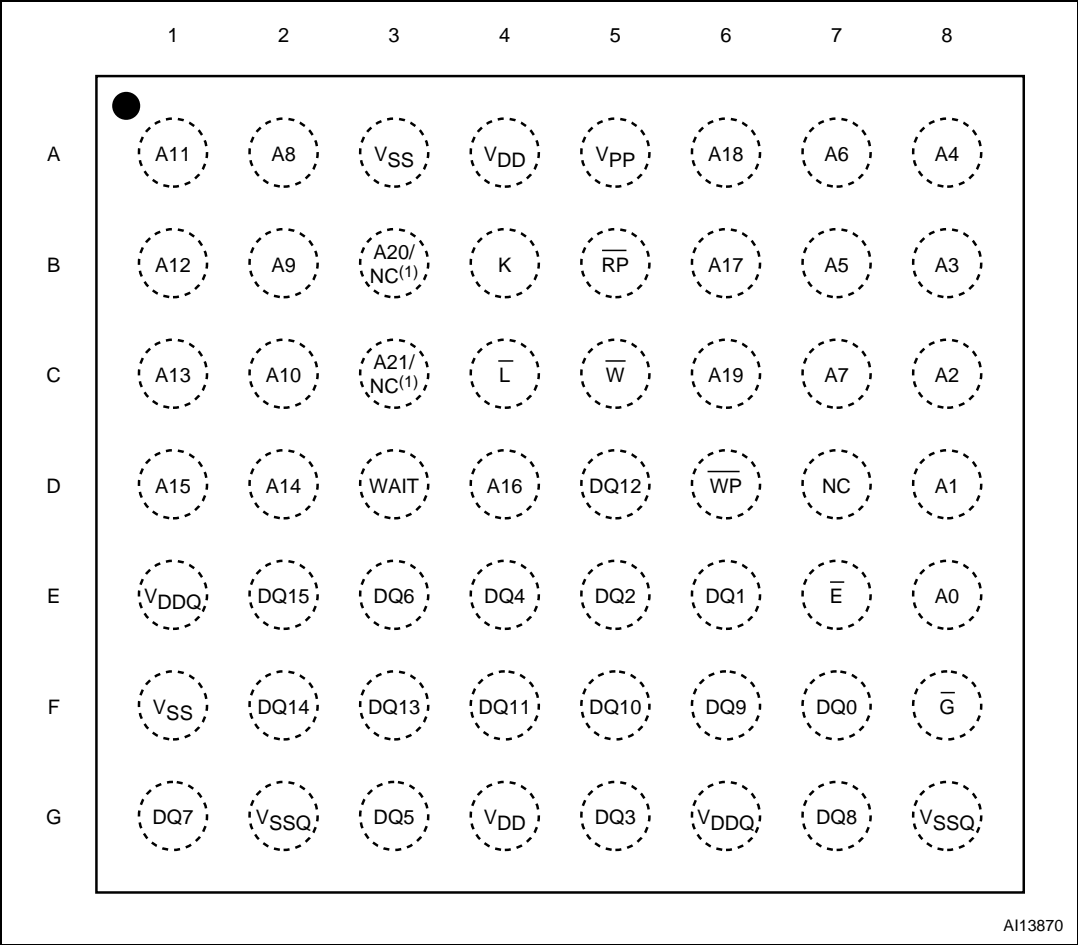 1 2 3 4 5 6 7 8
A A11 A8 VSS VDD VPP A18 A6 A4
B A12 A9 A20/ NC(1) K R̅P̅ A17 A5 A3
C A13 A10 A21/ NC(1) L̅ W̅ A19 A7 A2
D A15 A14 WAIT A16 DQ12 W̅P̅ NC A1
E VDDQ DQ15 DQ6 DQ4 DQ2 DQ1 E̅ A0
F VSS DQ14 DQ13 DQ11 DQ10 DQ9 DQ0 G̅
G DQ7 VSSQ DQ5 VDD DQ3 VDDQ DQ8 VSSQ
AI13870